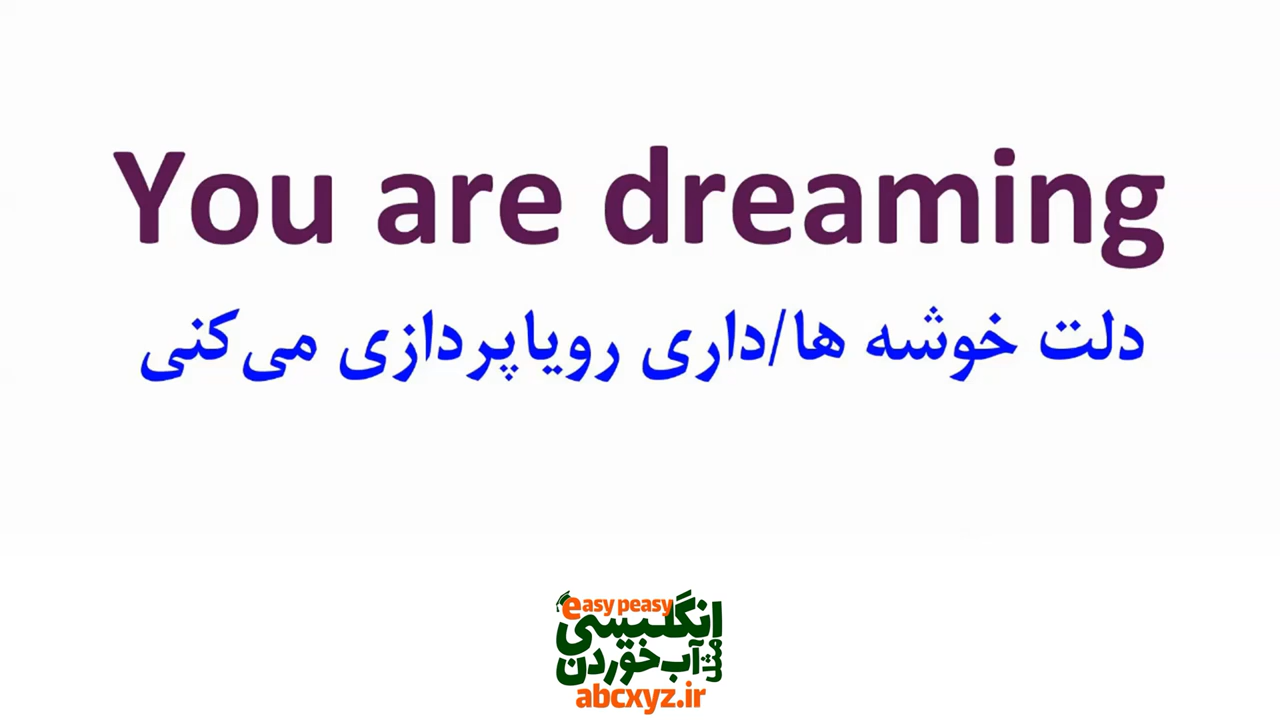 You are dreaming
دلت خوشه ها/داری رویاپردازی می‌کنی
easy peasy
انگلیسی
مثل آب خوردن
abcxyz.ir